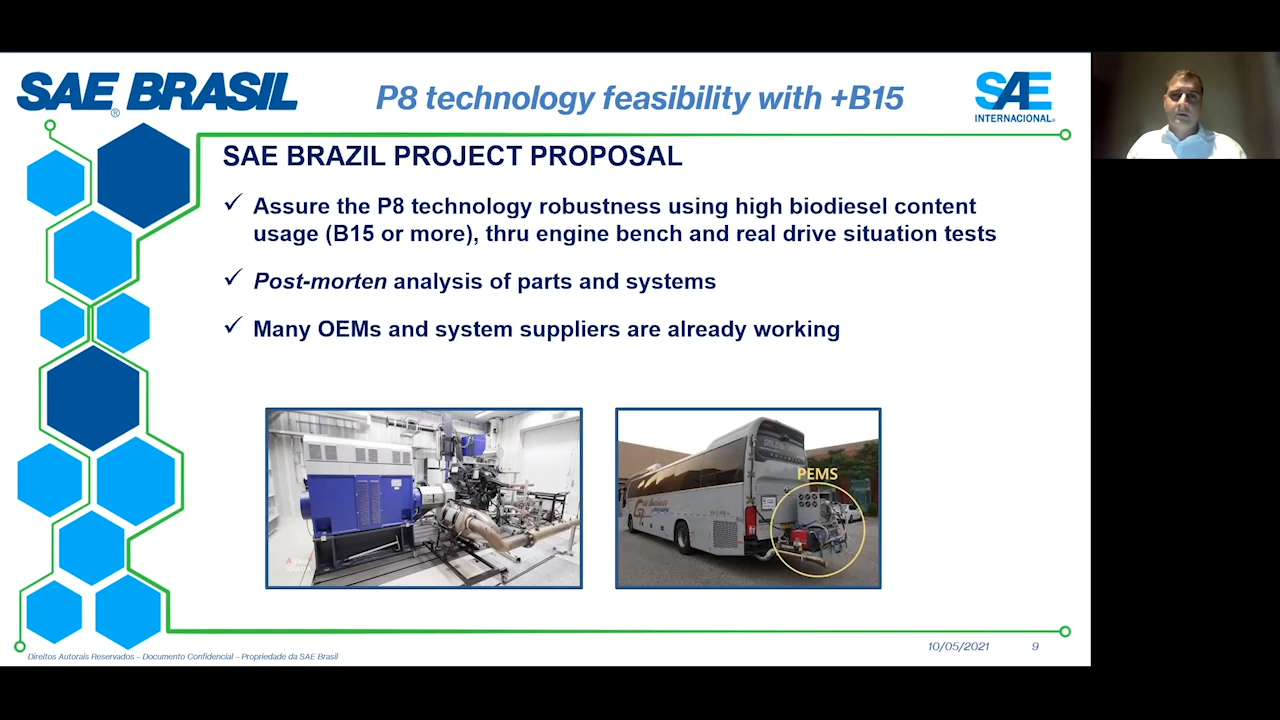 SAE BRASIL®
P8 technology feasibility with +B15
SAE
INTERNACIONAL®
SAE BRAZIL PROJECT PROPOSAL
✓ Assure the P8 technology robustness using high biodiesel content
usage (B15 or more), thru engine bench and real drive situation tests
✓ Post-morten analysis of parts and systems
✓ Many OEMs and system suppliers are already working
PEMS
Direitos Autorais Reservados – Documento Confidencial – Propriedade da SAE Brasil
10/05/2021
9